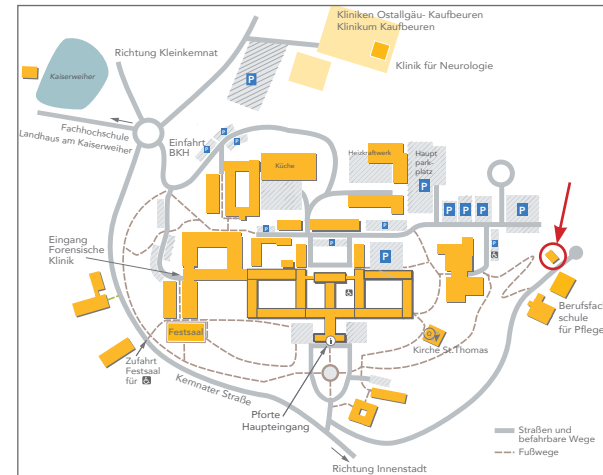 Kliniken Ostallgäu- Kaufbeuren
Klinikum Kaufbeuren
Richtung Kleinkemnat
Klinik für Neurologie
Kaiserweiher
P
P
Fachhochschule
Landhaus am Kaiserweiher
Einfahrt
BKH
P
P
P
Küche
Heizkraftwerk
Haupt
park-
platz
P
P
P
P
P
P
P
P
P
P
Eingang
Forensische
Klinik
Berufsfac
schule
für Pflege
Festsaal
i
Kirche St.Thomas
Zufahrt
Festsaal
für
Kemnater Straße
Pforte
Haupteingang
Richtung Innenstadt
Straßen und
befahrbare Wege
Fußwege